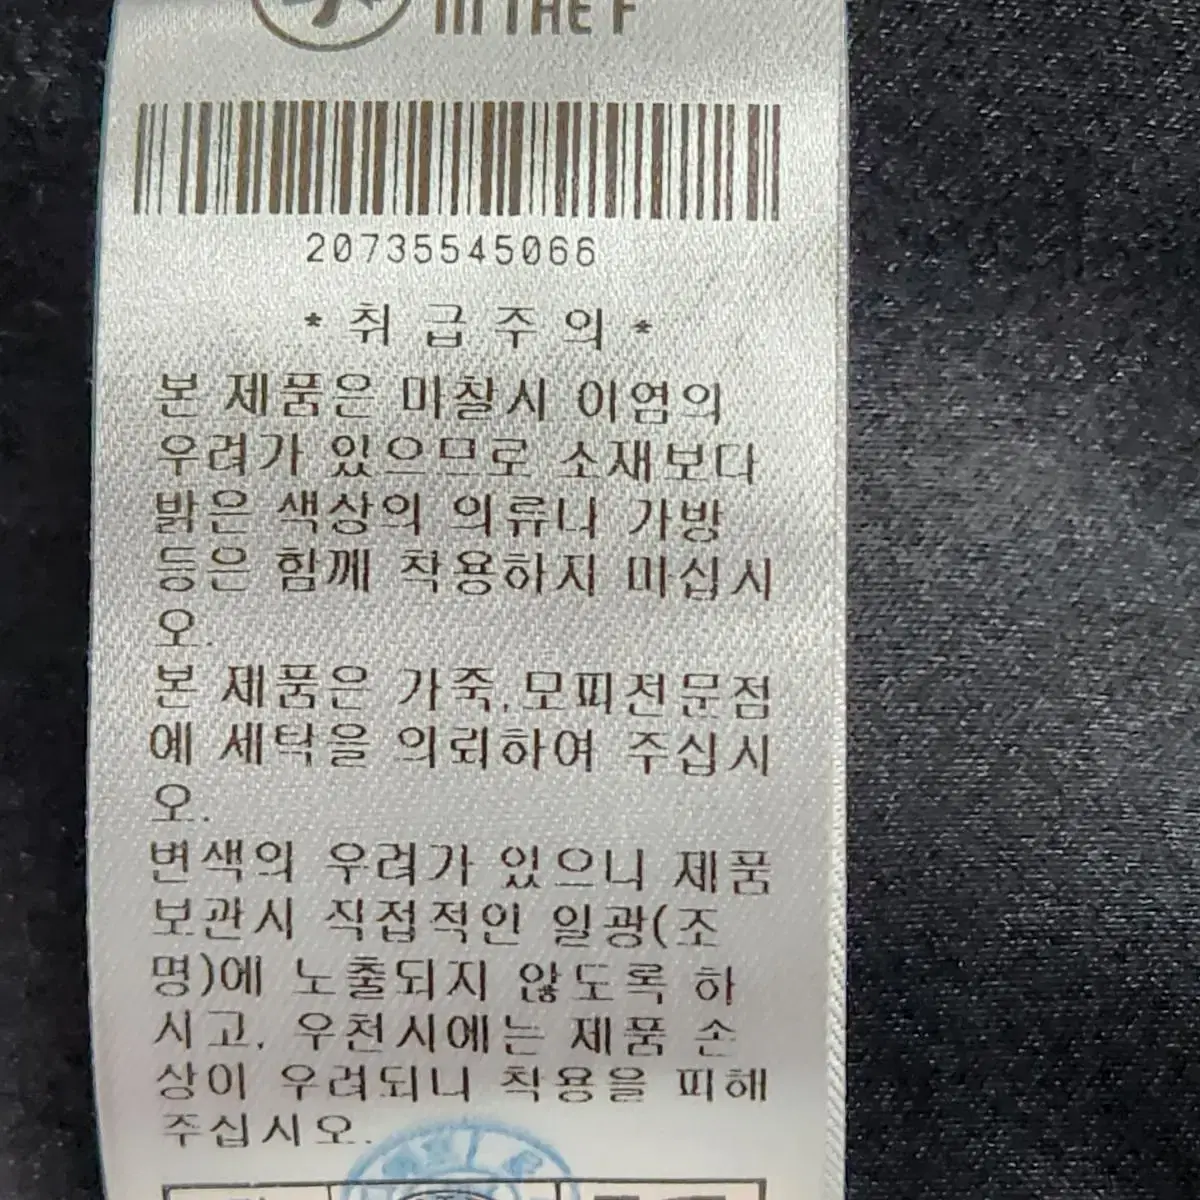 IN THE F
20735545066
* 취급주의 *
본 제품은 마찰시 이염의
우려가 있으므로 소재보다
밝은 색상의 의류나 가방
등은 함께 착용하지 마십시
오.
본 제품은 가죽,모피전문점
에 세탁을 의뢰하여 주십시
오.
변색의 우려가 있으니 제품
보관시 직접적인 일광(조
명)에 노출되지 않도록 하
시고, 우천시에는 제품 손
상이 우려되니 착용을 피해
주십시오.